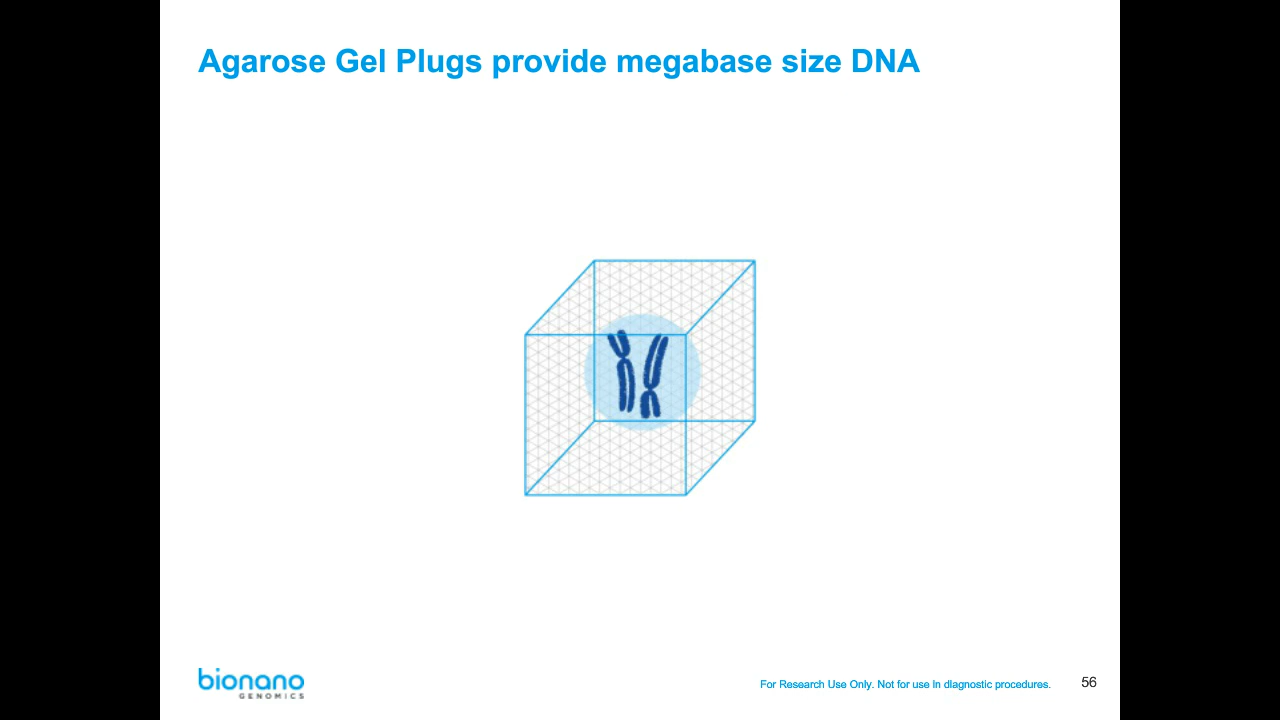 Agarose Gel Plugs provide megabase size DNA
bionano
GENOMICS
For Research Use Only. Not for use in diagnostic procedures.
56